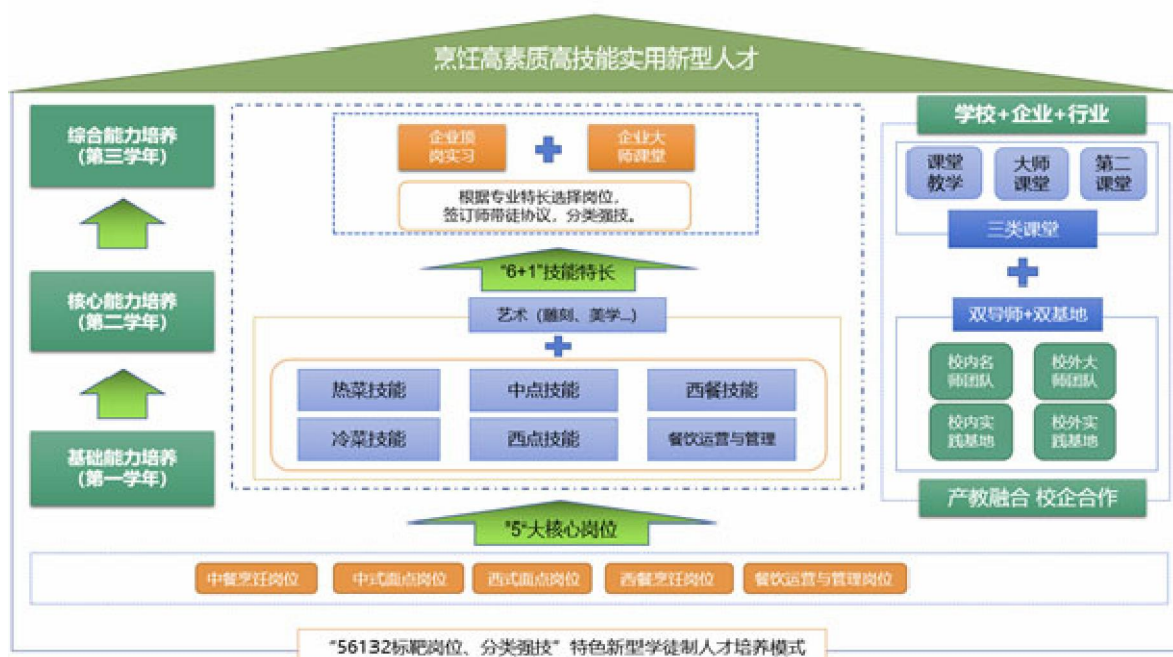 烹饪高素质高技能实用新型人才
综合能力培养
(第三学年)
核心能力培养
(第二学年)
基础能力培养
(第一学年)
企业顶
岗实习
企业大
师课堂
根据专业特长选择岗位，
签订师带徒协议，分类强技。
"6+1"技能特长
艺术（雕刻、美学...）
热菜技能
中点技能
西餐技能
冷菜技能
西点技能
餐饮运营与管理
"5"大核心岗位
中餐烹饪岗位
中式面点岗位
西式面点岗位
西餐烹饪岗位
餐饮运营与管理岗位
学校+企业+行业
课堂
教学
大师
课堂
第二
课堂
三类课堂
双导师+双基地
校内名
师团队
校外大
师团队
校内实
践基地
校外实
践基地
产教融合 校企合作
"56132标靶岗位、分类强技" 特色新型学徒制人才培养模式